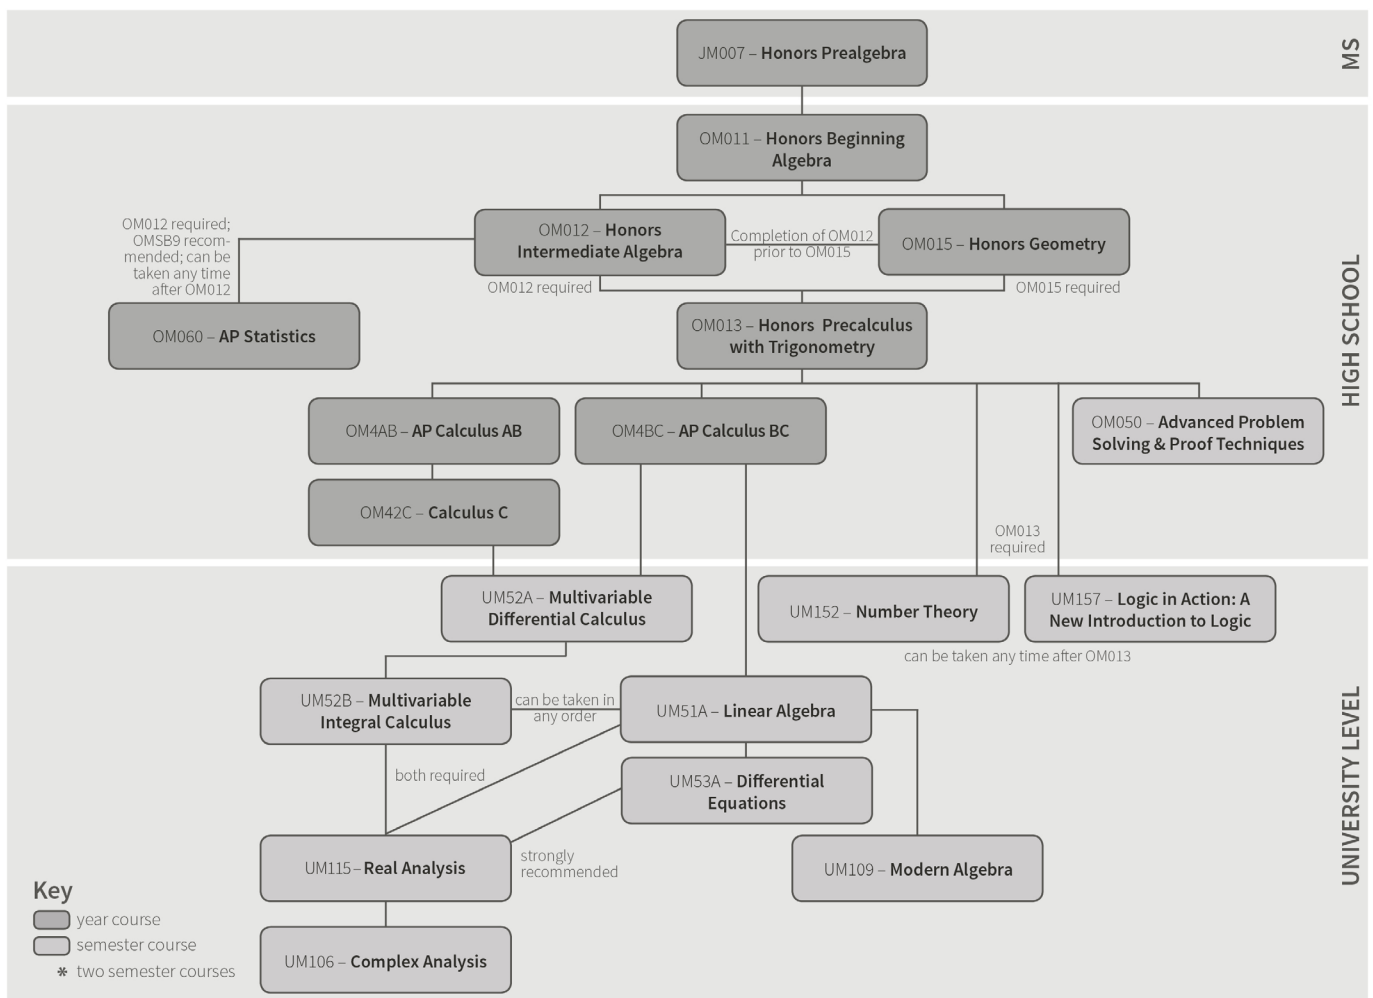 JM007 – Honors Prealgebra
MS
OM011 – Honors Beginning
Algebra
OM012 required;
OMSB9 recom-
mended; can be
taken any time
after OM012
OM012 – Honors
Intermediate Algebra
Completion of OM012
prior to OM015
OM015 – Honors Geometry
OM012 required
OM015 required
OM060 – AP Statistics
OM013 – Honors Precalculus
with Trigonometry
HIGH SCHOOL
OM4AB – AP Calculus AB
OM4BC – AP Calculus BC
OM050 – Advanced Problem
Solving & Proof Techniques
OM42C – Calculus C
OM013
required
UM52A – Multivariable
Differential Calculus
UM152 – Number Theory
UM157 – Logic in Action: A
New Introduction to Logic
can be taken any time after OM013
UM52B – Multivariable
Integral Calculus
can be taken in
any order
UM51A – Linear Algebra
both required
UM53A – Differential
Equations
UNIVERSITY LEVEL
UM115– Real Analysis
strongly
recommended
UM109 – Modern Algebra
UM106 – Complex Analysis
Key
year course
semester course
* two semester courses